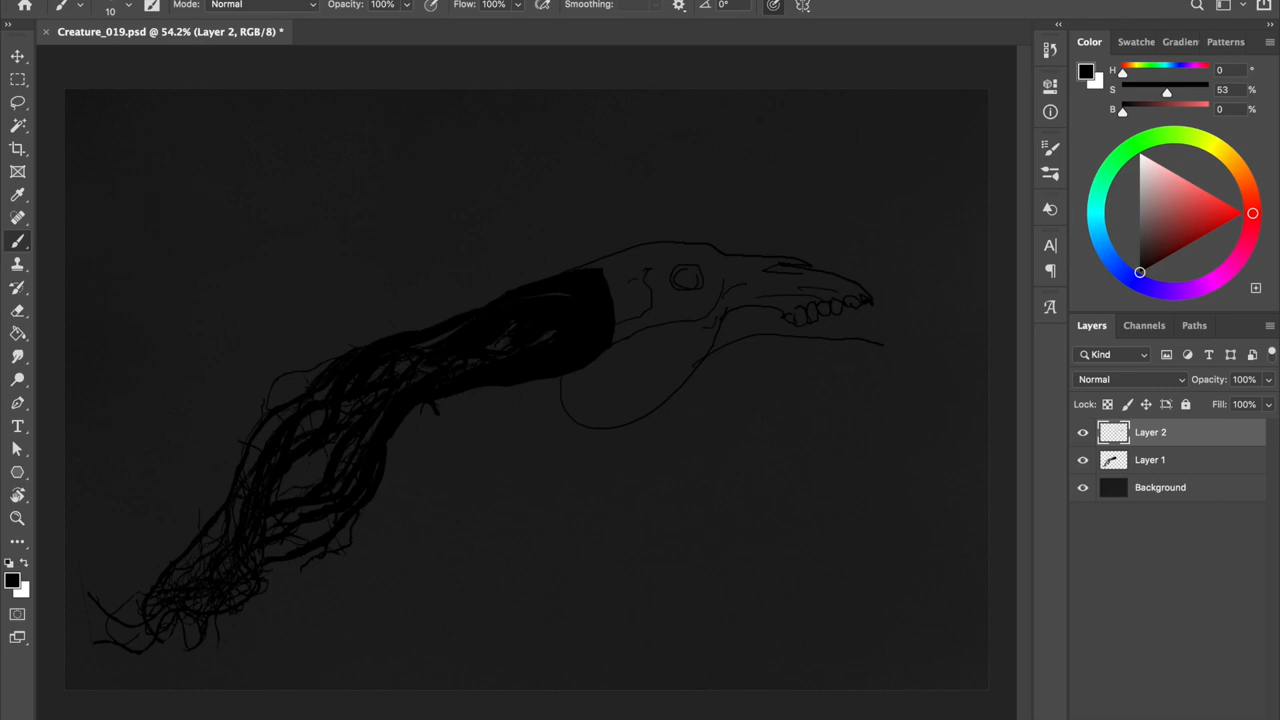 Mode: Normal Opacity: 100% Flow: 100% Smoothing: 0°
10
× Creature_019.psd @ 54.2% (Layer 2, RGB/8) *
Color Swatche Gradien Patterns
H 0 °
S 53 %
B 0 %
Layers Channels Paths
Kind
Normal Opacity: 100%
Lock: Fill: 100%
Layer 2
Layer 1
Background